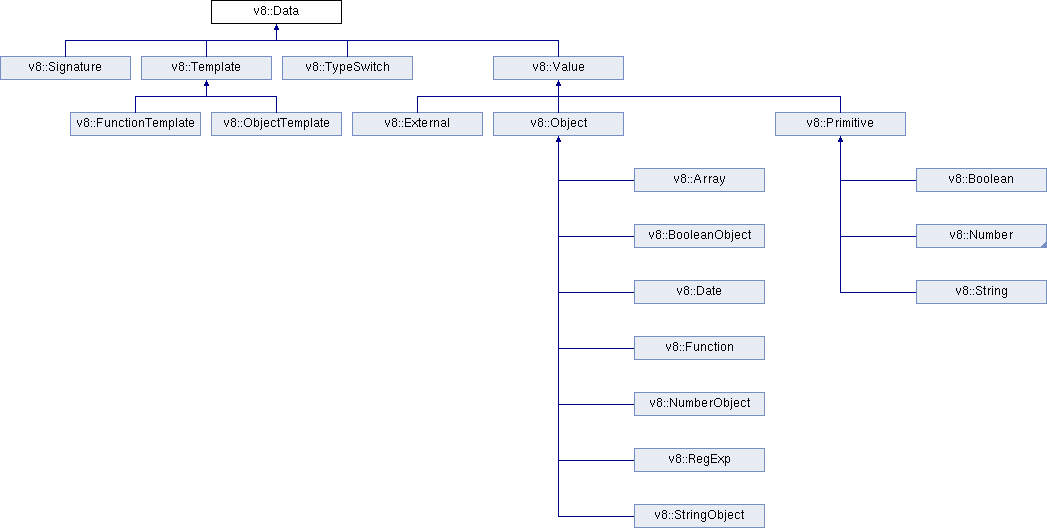 v8::Data
v8::Signature
v8::Template
v8::TypeSwitch
v8::Value
v8::FunctionTemplate
v8::ObjectTemplate
v8::External
v8::Object
v8::Primitive
v8::Array
v8::Boolean
v8::BooleanObject
v8::Number
v8::Date
v8::String
v8::Function
v8::NumberObject
v8::RegExp
v8::StringObject